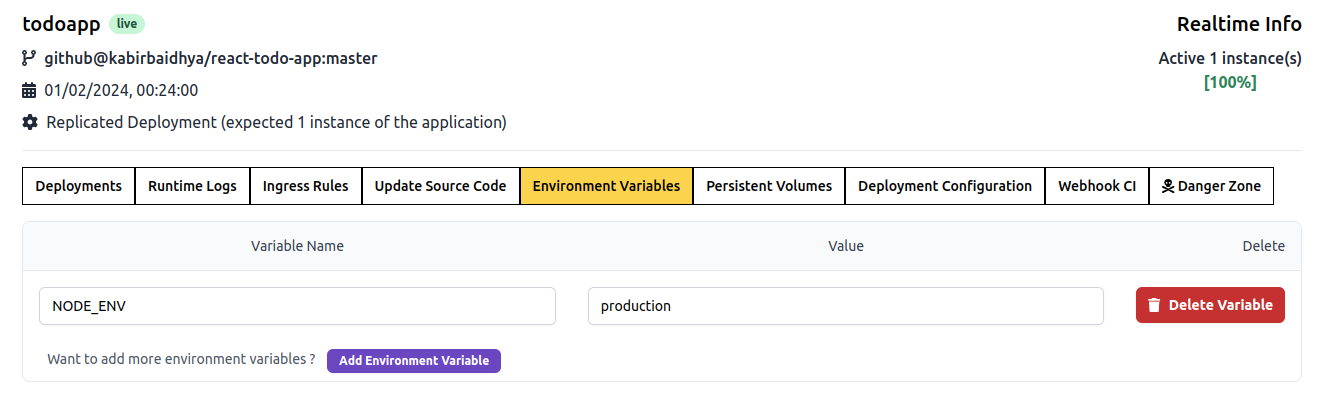 todoapp live
Realtime Info
github@kabirbaidhya/react-todo-app:master
Active 1 instance(s)
[100%]
01/02/2024, 00:24:00
Replicated Deployment (expected 1 instance of the application)
Deployments Runtime Logs Ingress Rules Update Source Code Environment Variables Persistent Volumes Deployment Configuration Webhook CI Danger Zone
Variable Name Value Delete
NODE_ENV production Delete Variable
Want to add more environment variables ? Add Environment Variable